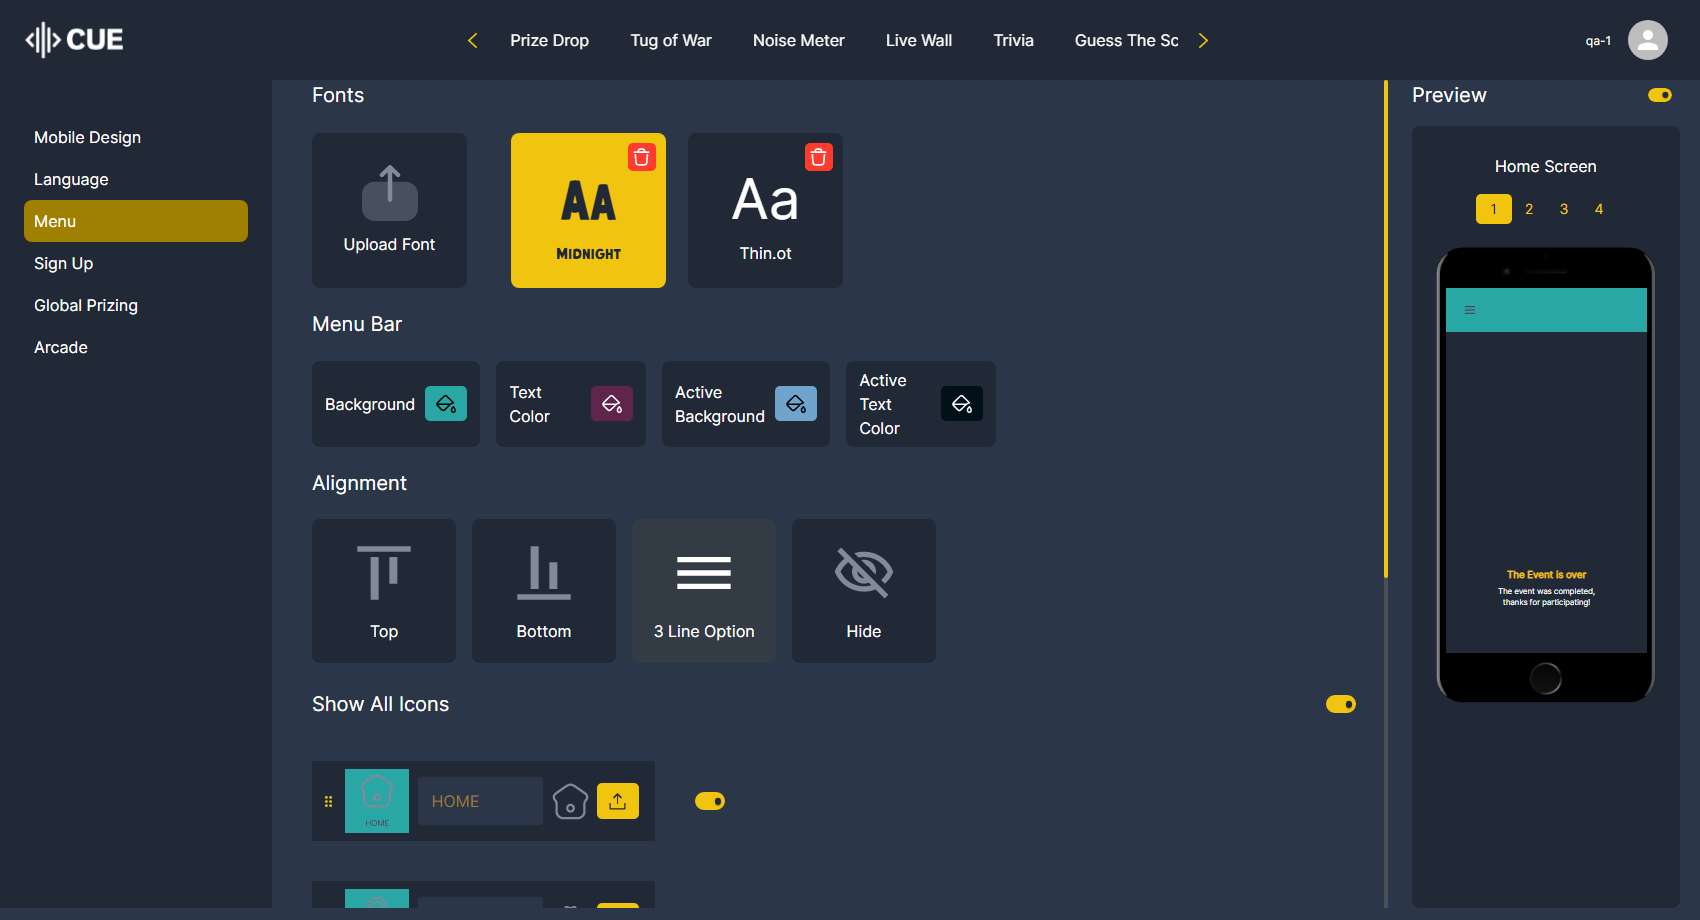 CUE
Prize Drop
Tug of War
Noise Meter
Live Wall
Trivia
Guess The Sc
qa-1
Mobile Design
Language
Menu
Sign Up
Global Prizing
Arcade
Fonts
Upload Font
AA
MIDNIGHT
Aa
Thin.ot
Menu Bar
Background
Text
Color
Active
Background
Active
Text
Color
Alignment
Top
Bottom
3 Line Option
Hide
Show All Icons
HOME
HOME
Preview
Home Screen
1 2 3 4
The Event is over
The event was completed,
thanks for participating!